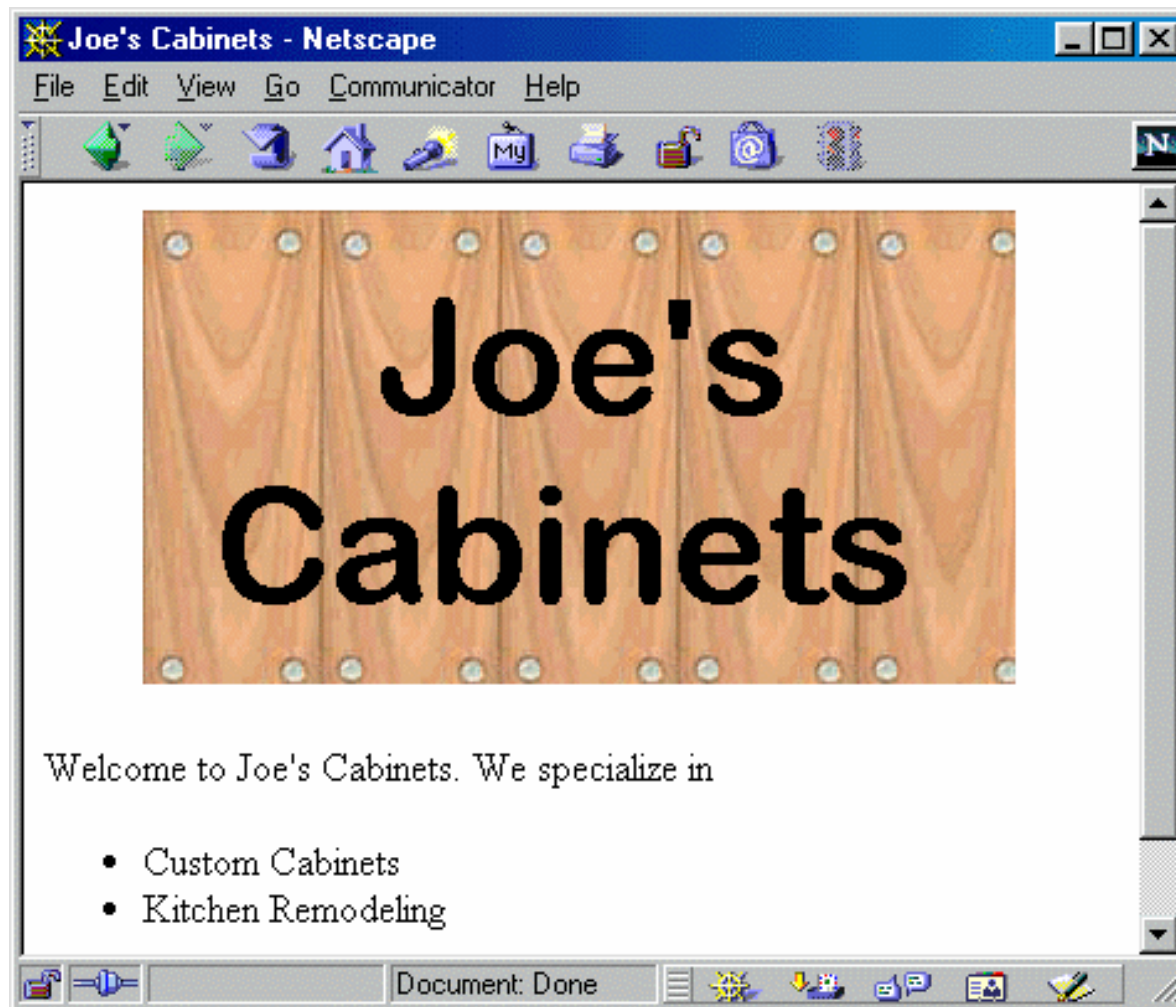 Joe's Cabinets - Netscape
File Edit View Go Communicator Help
My
N
Joe's
Cabinets
Welcome to Joe's Cabinets. We specialize in
• Custom Cabinets
• Kitchen Remodeling
Document: Done